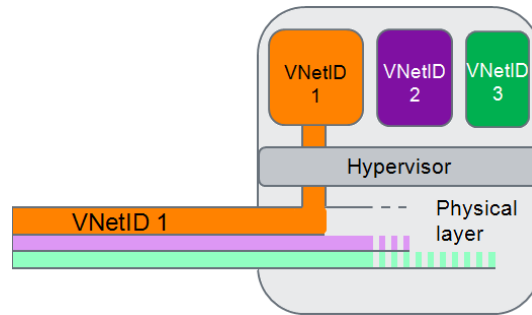 VNetID
1
VNetID
2
VNetID
3
Hypervisor
VNetID 1
Physical
layer